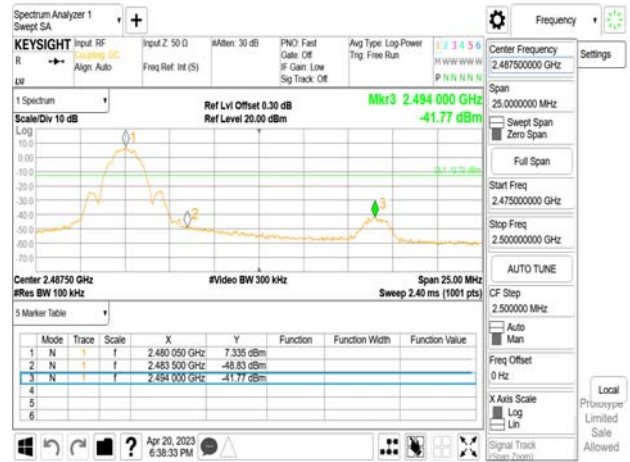 Spectrum Analyzer 1
Swept SA
Frequency
KEYSIGHT
R
Input: RF
Coupling: DC
Align: Auto
Input Z: 50 Ω
Freq Ref: Int (S)
#Atten: 30 dB
PNO: Fast
Gate: Off
IF Gain: Low
Sig Track: Off
Avg Type: Log-Power
Trig: Free Run
1 2 3 4 5 6
M W W W W W
P N N N N N
1 Spectrum
Scale/Div 10 dB
Ref Lvl Offset 0.30 dB
Ref Level 20.00 dBm
Mkr3 2.494 000 GHz
-41.77 dBm
Log
10.0
0.00
-10.0
-20.0
-30.0
-40.0
-50.0
-60.0
-70.0
1
2
3
Center 2.48750 GHz
#Res BW 100 kHz
#Video BW 300 kHz
Span 25.00 MHz
Sweep 2.40 ms (1001 pts)
5 Marker Table
Mode Trace Scale X Y Function Function Width Function Value
1 N 1 f 2.480 050 GHz 7.335 dBm
2 N 1 f 2.483 500 GHz -48.83 dBm
3 N 1 f 2.494 000 GHz -41.77 dBm
4
5
6
Apr 20, 2023
6:38:33 PM
?
Center Frequency
2.487500000 GHz
Settings
Span
25.0000000 MHz
Swept Span
Zero Span
Full Span
Start Freq
2.475000000 GHz
Stop Freq
2.500000000 GHz
AUTO TUNE
CF Step
2.500000 MHz
Auto
Man
Freq Offset
0 Hz
X Axis Scale
Log
Lin
Signal Track
(Span Zoom)
Local
Prototype
Limited
Sale
Allowed